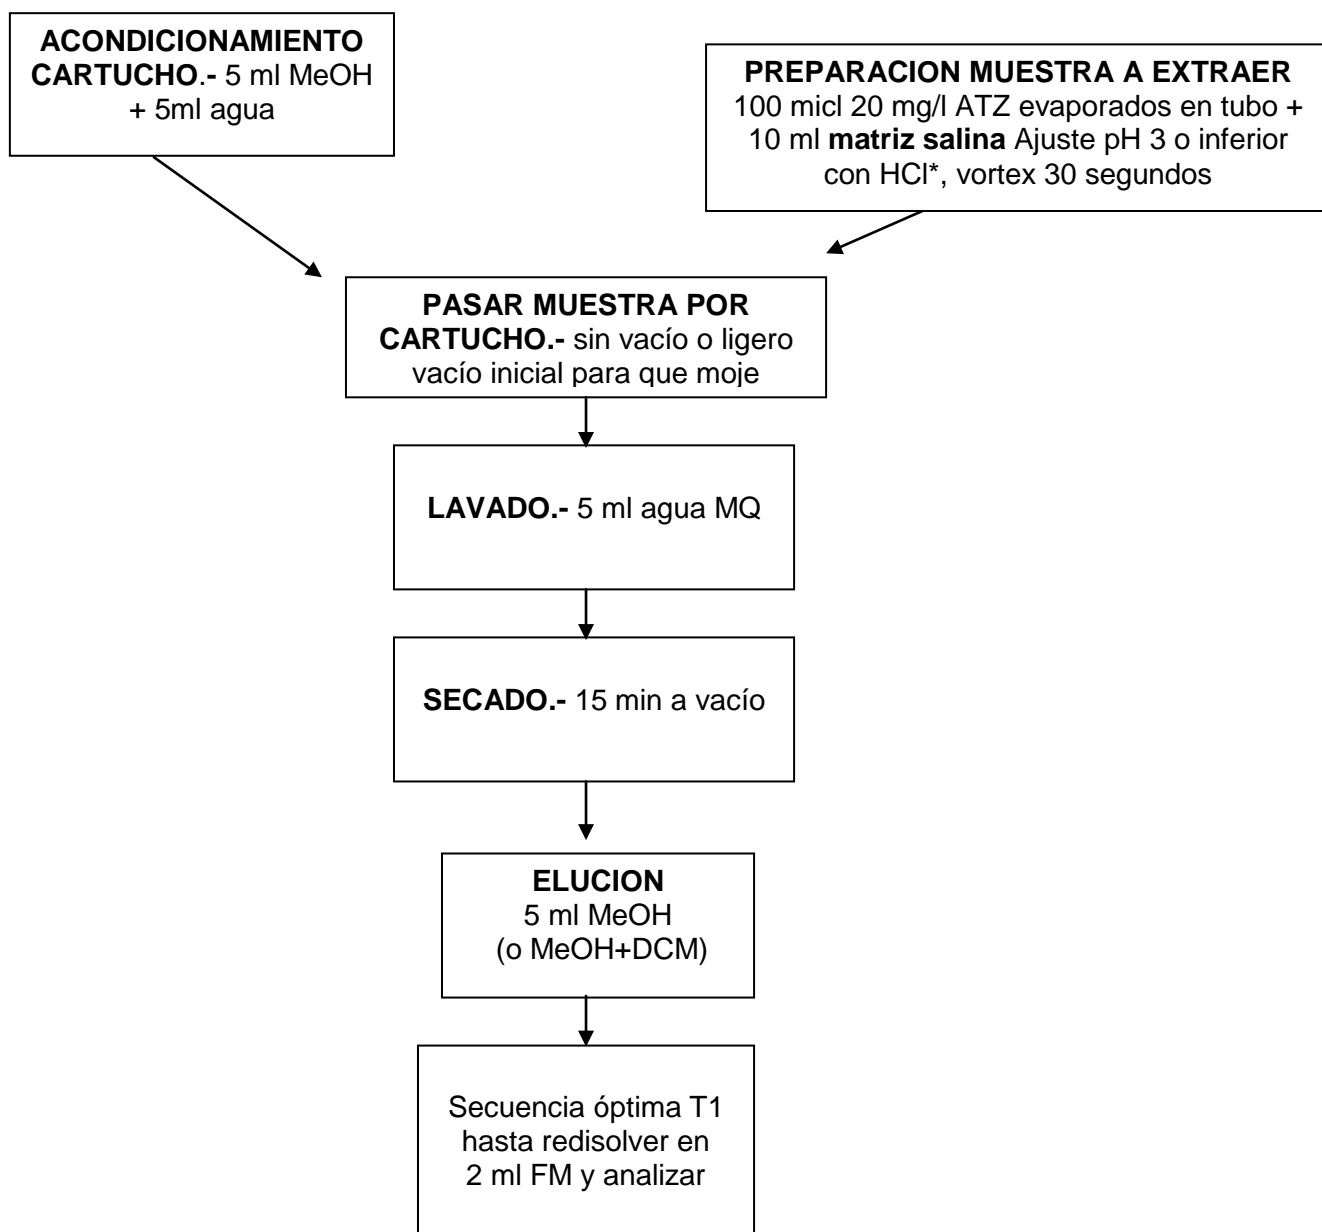 ACONDICIONAMIENTO
CARTUCHO.- 5 ml MeOH
+ 5ml agua
PREPARACION MUESTRA A EXTRAER
100 micl 20 mg/l ATZ evaporados en tubo +
10 ml matriz salina Ajuste pH 3 o inferior
con HCl*, vortex 30 segundos
PASAR MUESTRA POR
CARTUCHO.- sin vacío o ligero
vacío inicial para que moje
LAVADO.- 5 ml agua MQ
SECADO.- 15 min a vacío
ELUCION
5 ml MeOH
(o MeOH+DCM)
Secuencia óptima T1
hasta redisolver en
2 ml FM y analizar